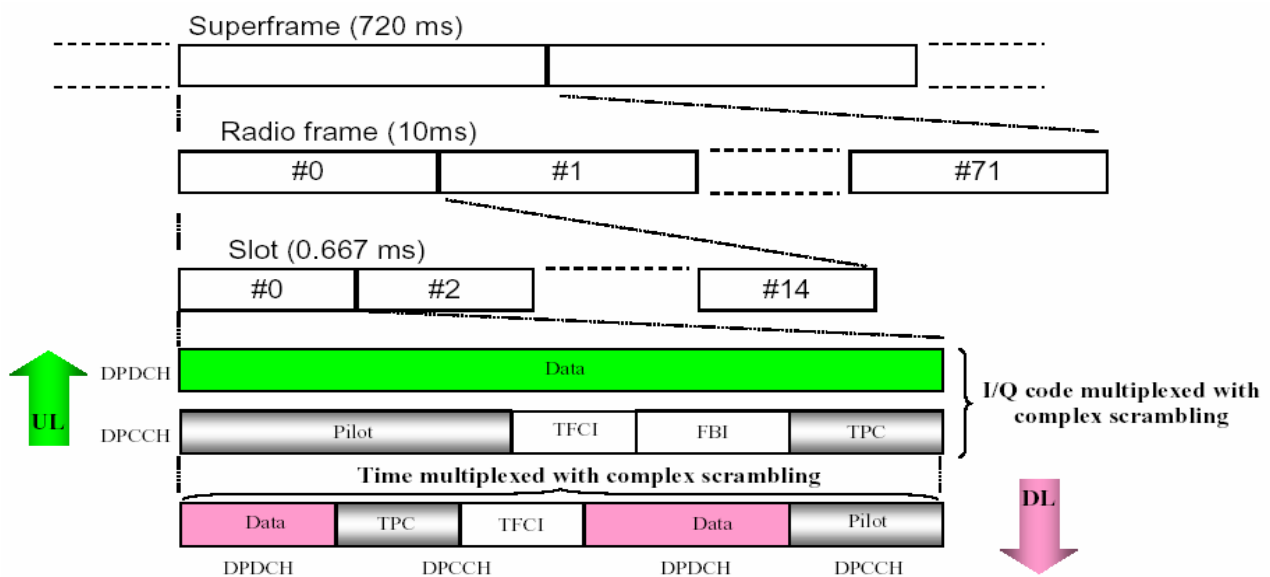 Superframe (720 ms)
Radio frame (10ms)
#0 #1 #71
Slot (0.667 ms)
#0 #2 #14
UL
DPDCH Data
I/Q code multiplexed with
complex scrambling
DPCCH Pilot TFCI FBI TPC
Time multiplexed with complex scrambling
DL
Data TPC TFCI Data Pilot
DPDCH DPCCH DPDCH DPCCH